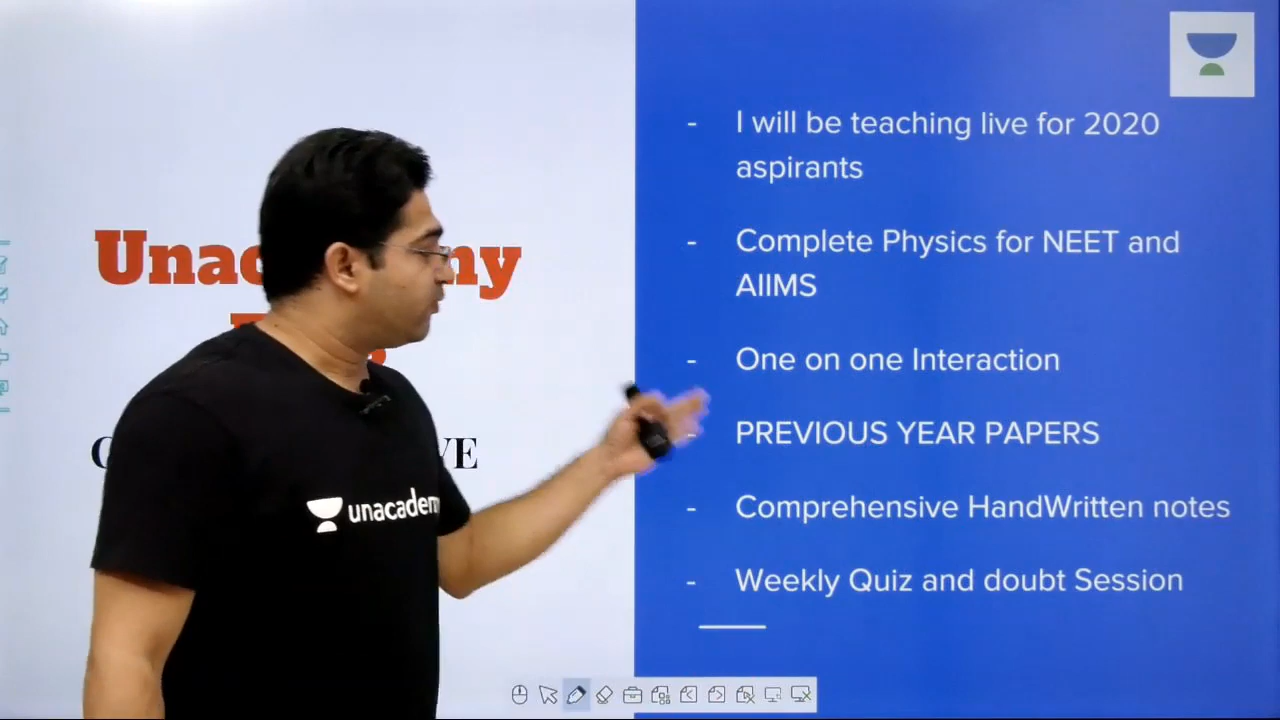 I will be teaching live for 2020
aspirants
Complete Physics for NEET and
AIIMS
One on one Interaction
PREVIOUS YEAR PAPERS
Comprehensive HandWritten notes
Weekly Quiz and doubt Session
unacademy